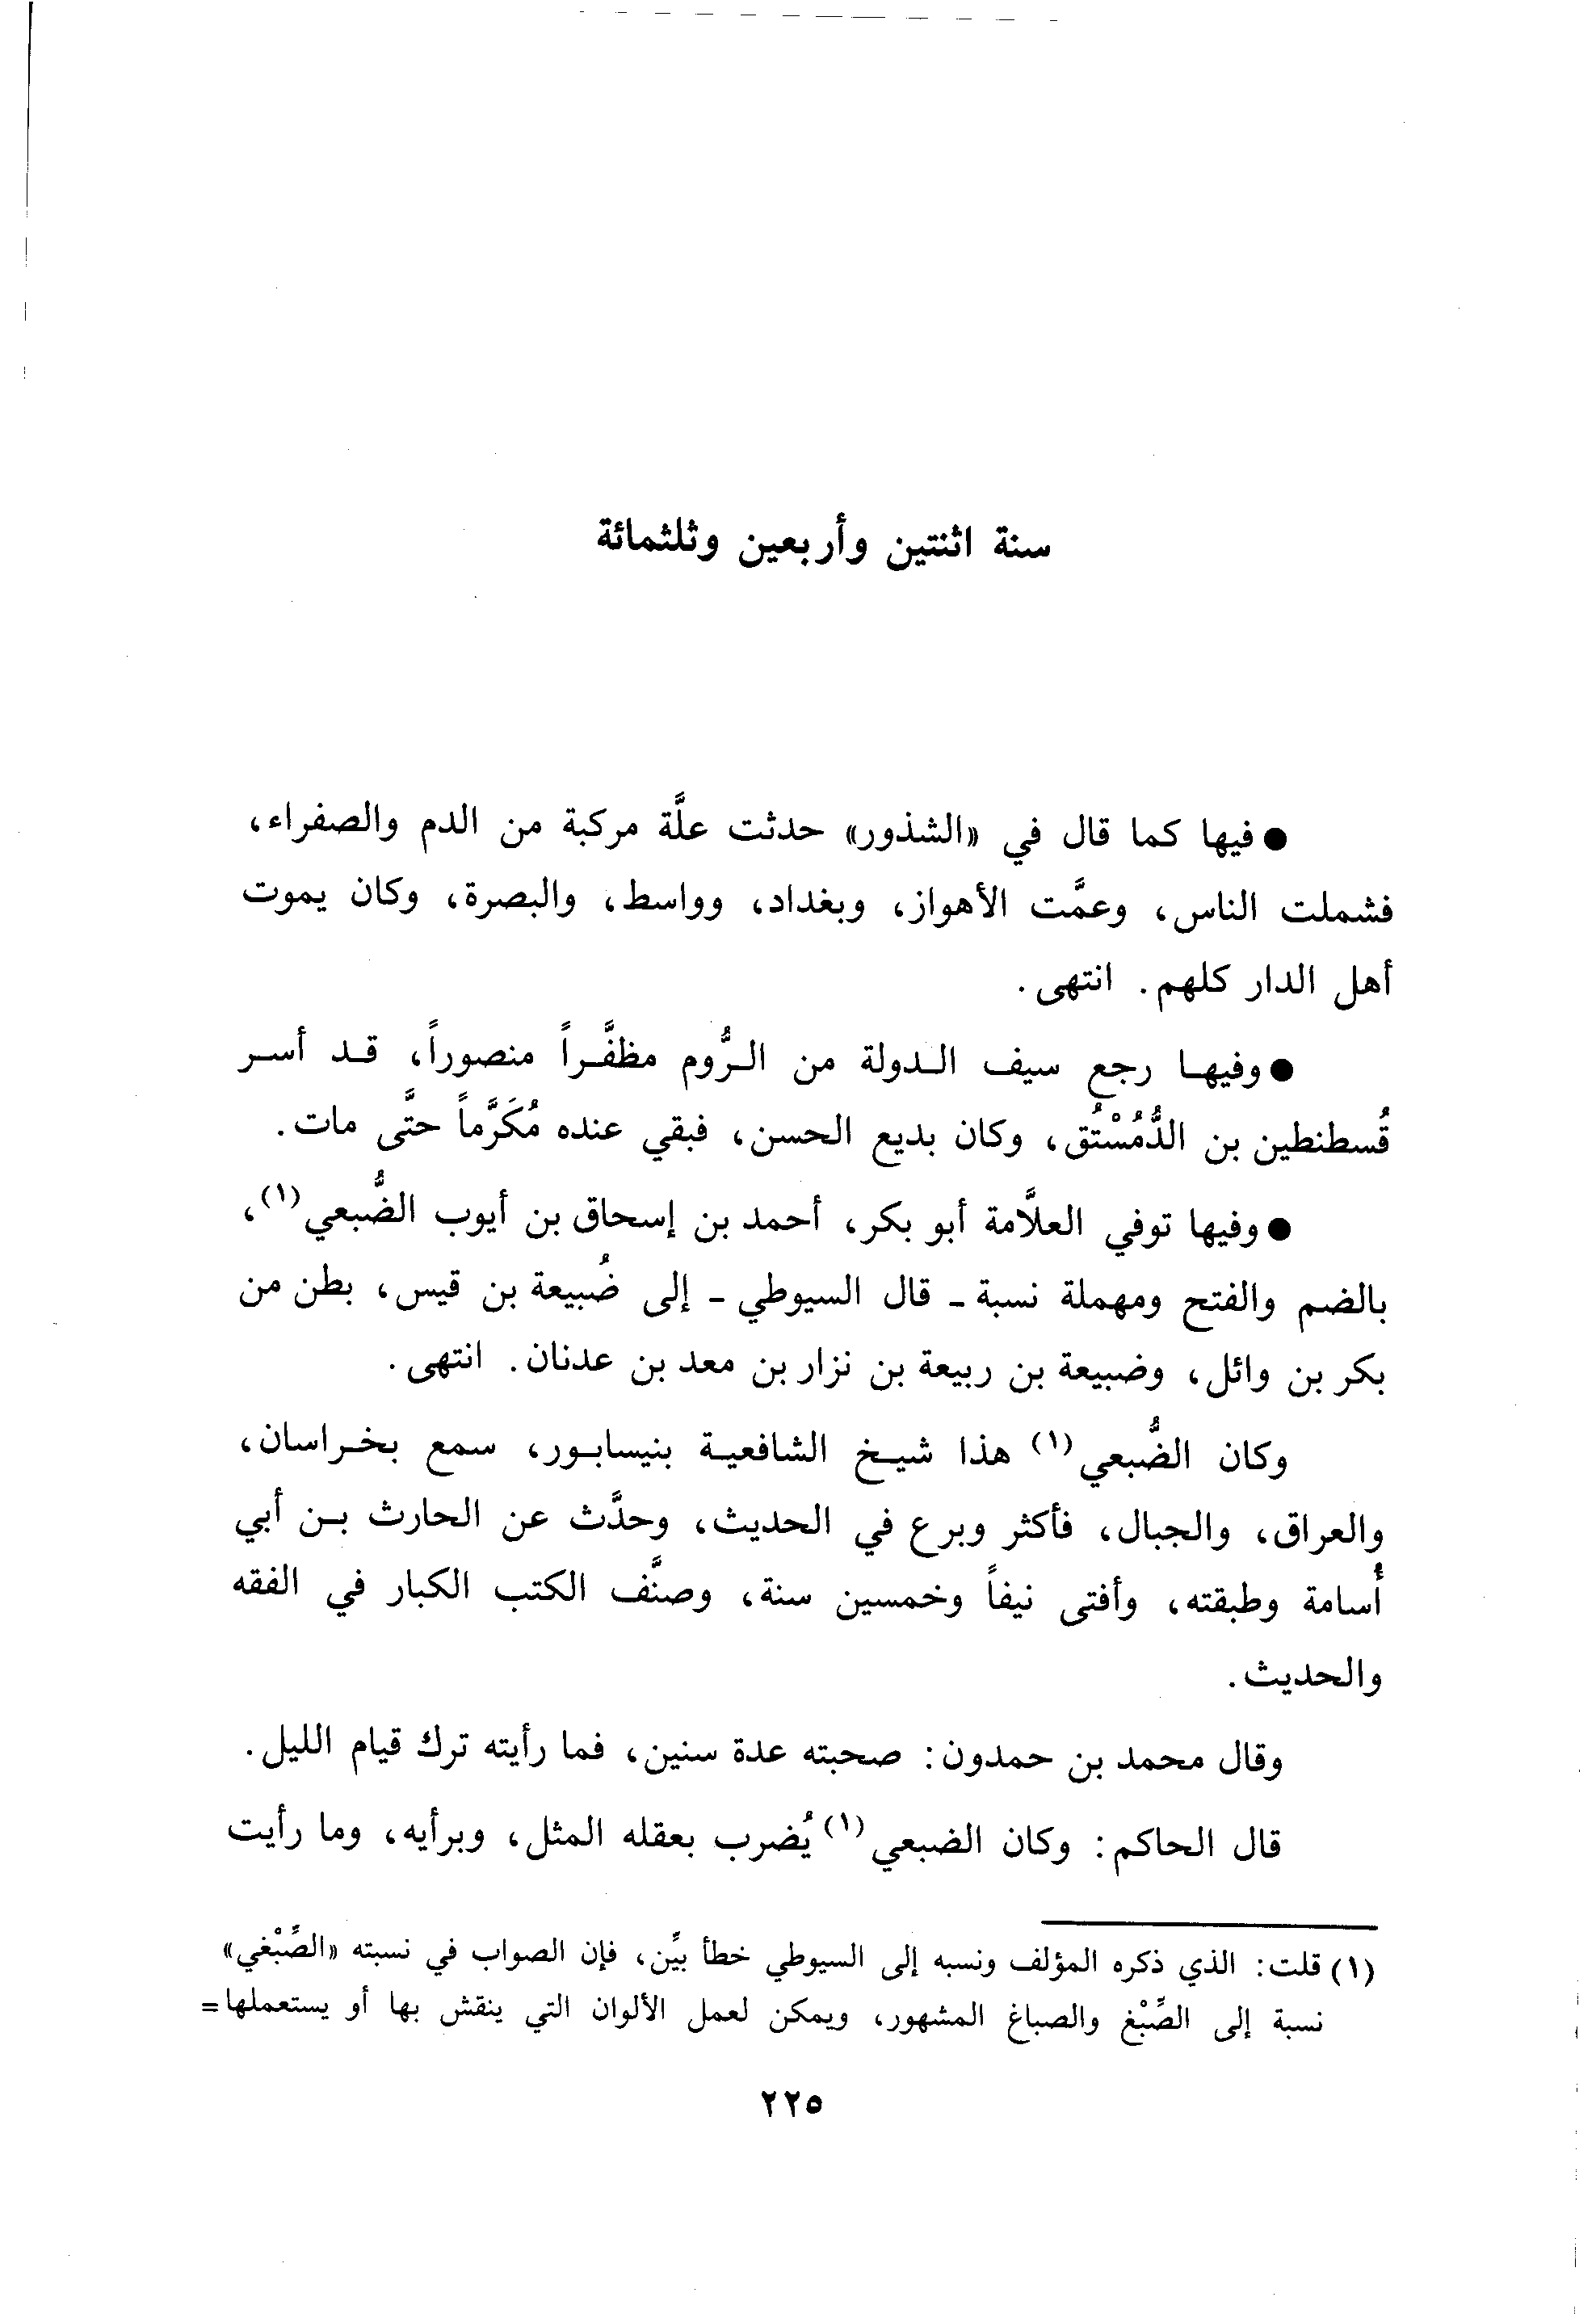 سنة اثنتين وأربعين وثلثمائة
● فيها كما قال في «الشذور» حدثت علَّة مركبة من الدم والصفراء،
فشملت الناس، وعمَّت الأهواز، وبغداد، وواسط، والبصرة، وكان يموت
أهل الدار كلهم. انتهى.
● وفيها رجع سيف الدولة من الرُّوم مظفَّراً منصوراً، قد أسر
قُسطنطين بن الدُّمُسْتُق، وكان بديع الحسن، فبقي عنده مُكَرَّماً حتَّى مات.
● وفيها توفي العلاَّمة أبو بكر، أحمد بن إسحاق بن أيوب الضُّبعي(١)،
بالضم والفتح ومهملة نسبة ـ قال السيوطي ـ إلى ضُبيعة بن قيس، بطن من
بكر بن وائل، وضبيعة بن ربيعة بن نزار بن معد بن عدنان. انتهى.
وكان الضُّبعي(١) هذا شيخ الشافعية بنيسابور، سمع بخراسان،
والعراق، والجبال، فأكثر وبرع في الحديث، وحدَّث عن الحارث بن أبي
أُسامة وطبقته، وأفتى نيفاً وخمسين سنة، وصنَّف الكتب الكبار في الفقه
والحديث.
وقال محمد بن حمدون: صحبته عدة سنين، فما رأيته ترك قيام الليل.
قال الحاكم: وكان الضبعي(١) يُضرب بعقله المثل، وبرأيه، وما رأيت
(١) قلت: الذي ذكره المؤلف ونسبه إلى السيوطي خطأ بيِّن، فإن الصواب في نسبته «الصِّبْغي»
نسبة إلى الصِّبْغ والصباغ المشهور، ويمكن لعمل الألوان التي ينقش بها أو يستعملها=
٢٢٥